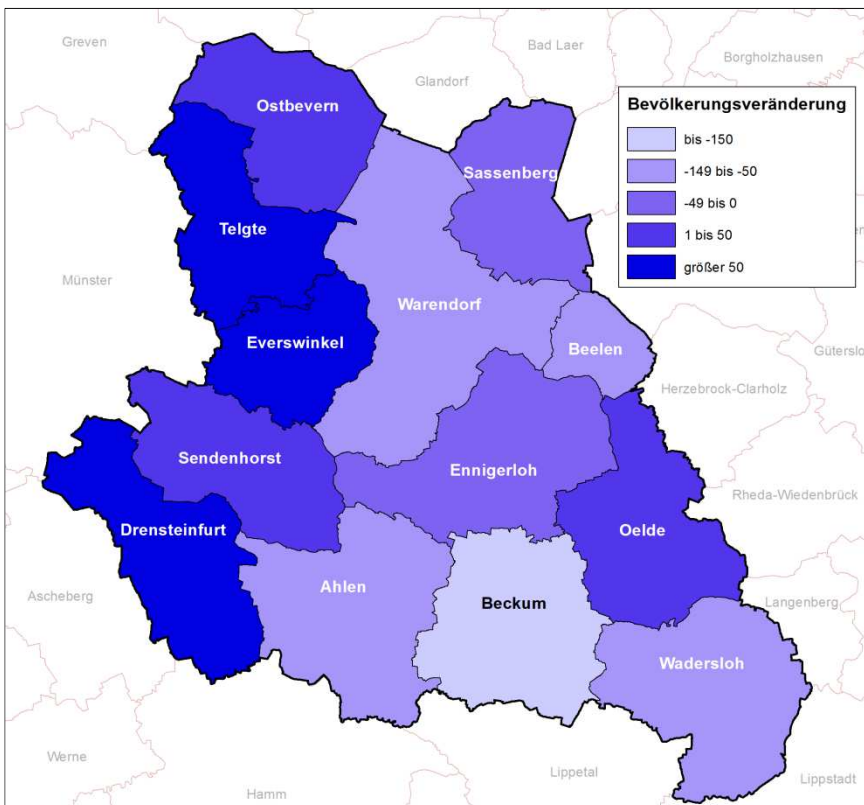 Greven
Bad Laer
Borgholzhausen
Glandorf
Ostbevern
Bevölkerungsveränderung
bis -150
-149 bis -50
-49 bis 0
1 bis 50
größer 50
Sassenberg
Telgte
Münster
Warendorf
Everswinkel
Beelen
Güterslo
Herzebrock-Clarholz
Sendenhorst
Ennigerloh
Rheda-Wiedenbrück
Drensteinfurt
Oelde
Ahlen
Ascheberg
Beckum
Langenberg
Wadersloh
Werne
Lippetal
Lippstadt
Hamm